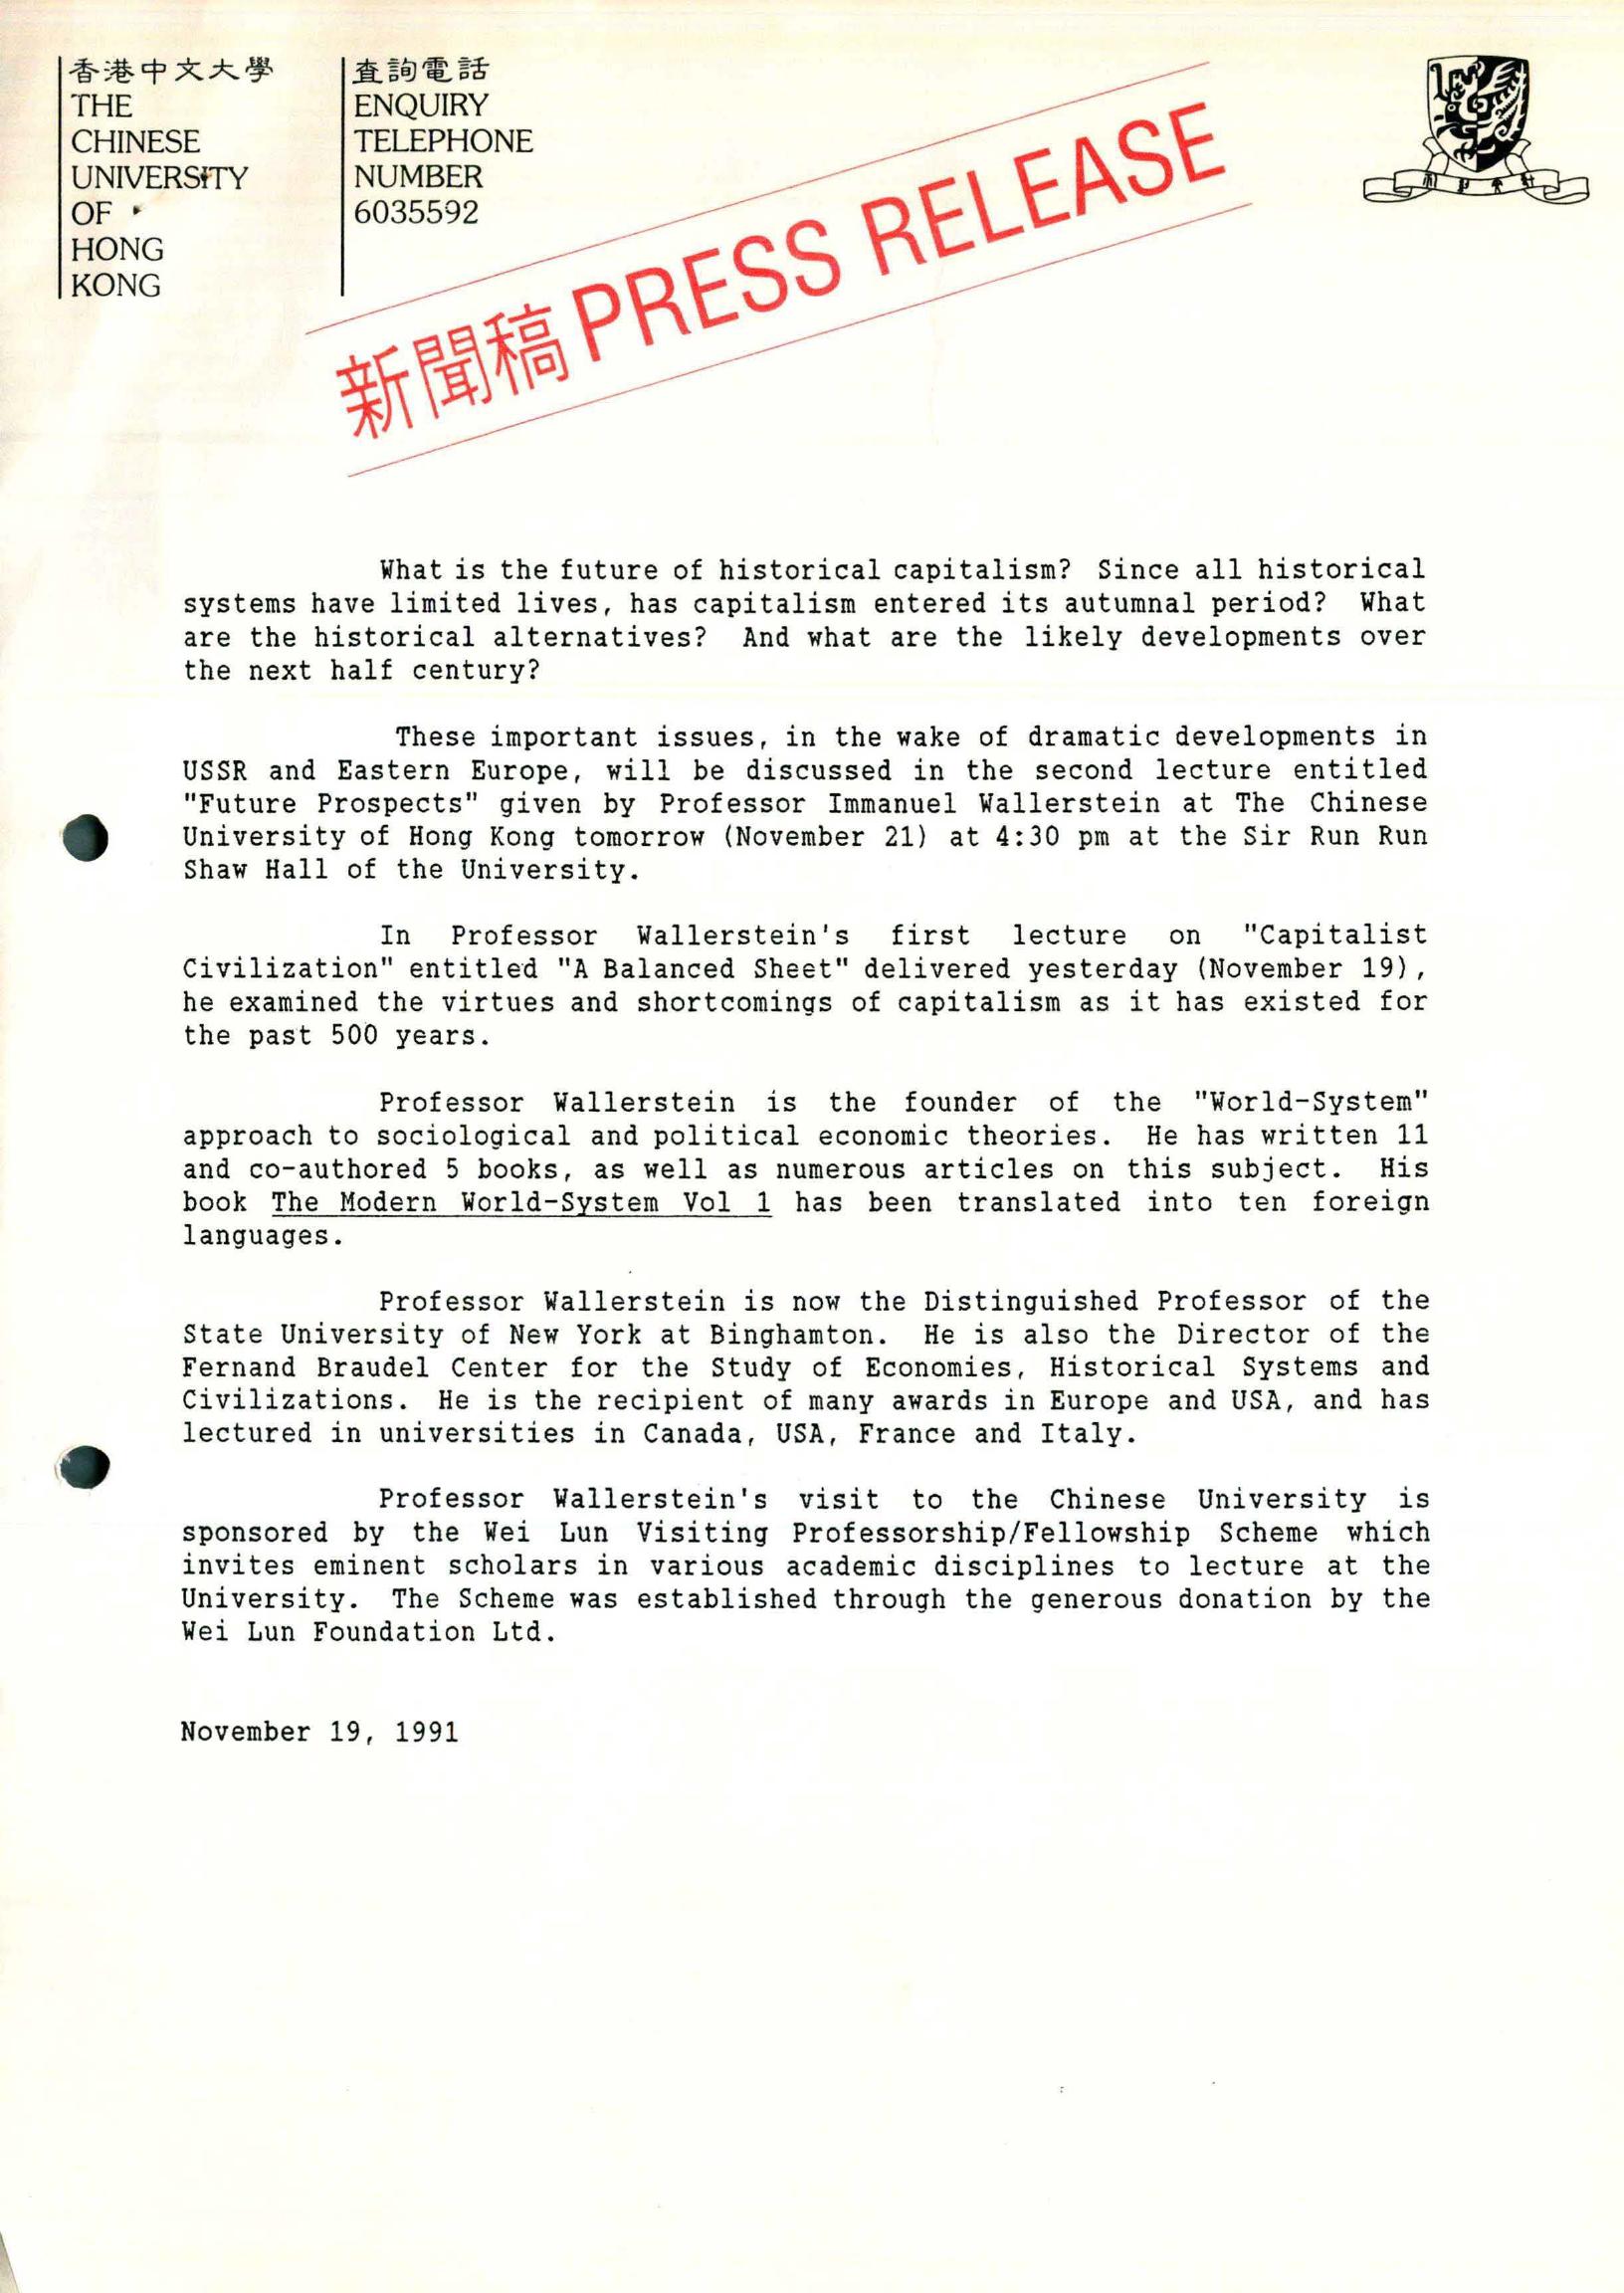 香港中文大學
THE
CHINESE
UNIVERSITY
OF
HONG
KONG
查詢電話
ENQUIRY
TELEPHONE
NUMBER
6035592
新聞稿 PRESS RELEASE
What is the future of historical capitalism? Since all historical
systems have limited lives, has capitalism entered its autumnal period? What
are the historical alternatives? And what are the likely developments over
the next half century?
These important issues, in the wake of dramatic developments in
USSR and Eastern Europe, will be discussed in the second lecture entitled
"Future Prospects" given by Professor Immanuel Wallerstein at The Chinese
University of Hong Kong tomorrow (November 21) at 4:30 pm at the Sir Run Run
Shaw Hall of the University.
In Professor Wallerstein's first lecture on "Capitalist
Civilization" entitled "A Balanced Sheet" delivered yesterday (November 19),
he examined the virtues and shortcomings of capitalism as it has existed for
the past 500 years.
Professor Wallerstein is the founder of the "World-System"
approach to sociological and political economic theories. He has written 11
and co-authored 5 books, as well as numerous articles on this subject. His
book The Modern World-System Vol 1 has been translated into ten foreign
languages.
Professor Wallerstein is now the Distinguished Professor of the
State University of New York at Binghamton. He is also the Director of the
Fernand Braudel Center for the Study of Economies, Historical Systems and
Civilizations. He is the recipient of many awards in Europe and USA, and has
lectured in universities in Canada, USA, France and Italy.
Professor Wallerstein's visit to the Chinese University is
sponsored by the Wei Lun Visiting Professorship/Fellowship Scheme which
invites eminent scholars in various academic disciplines to lecture at the
University. The Scheme was established through the generous donation by the
Wei Lun Foundation Ltd.
November 19, 1991